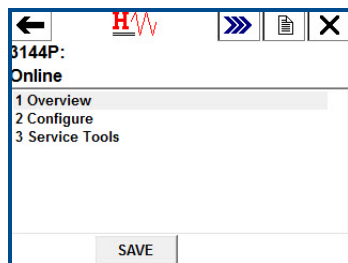 H
3144P:
Online
1 Overview
2 Configure
3 Service Tools
SAVE